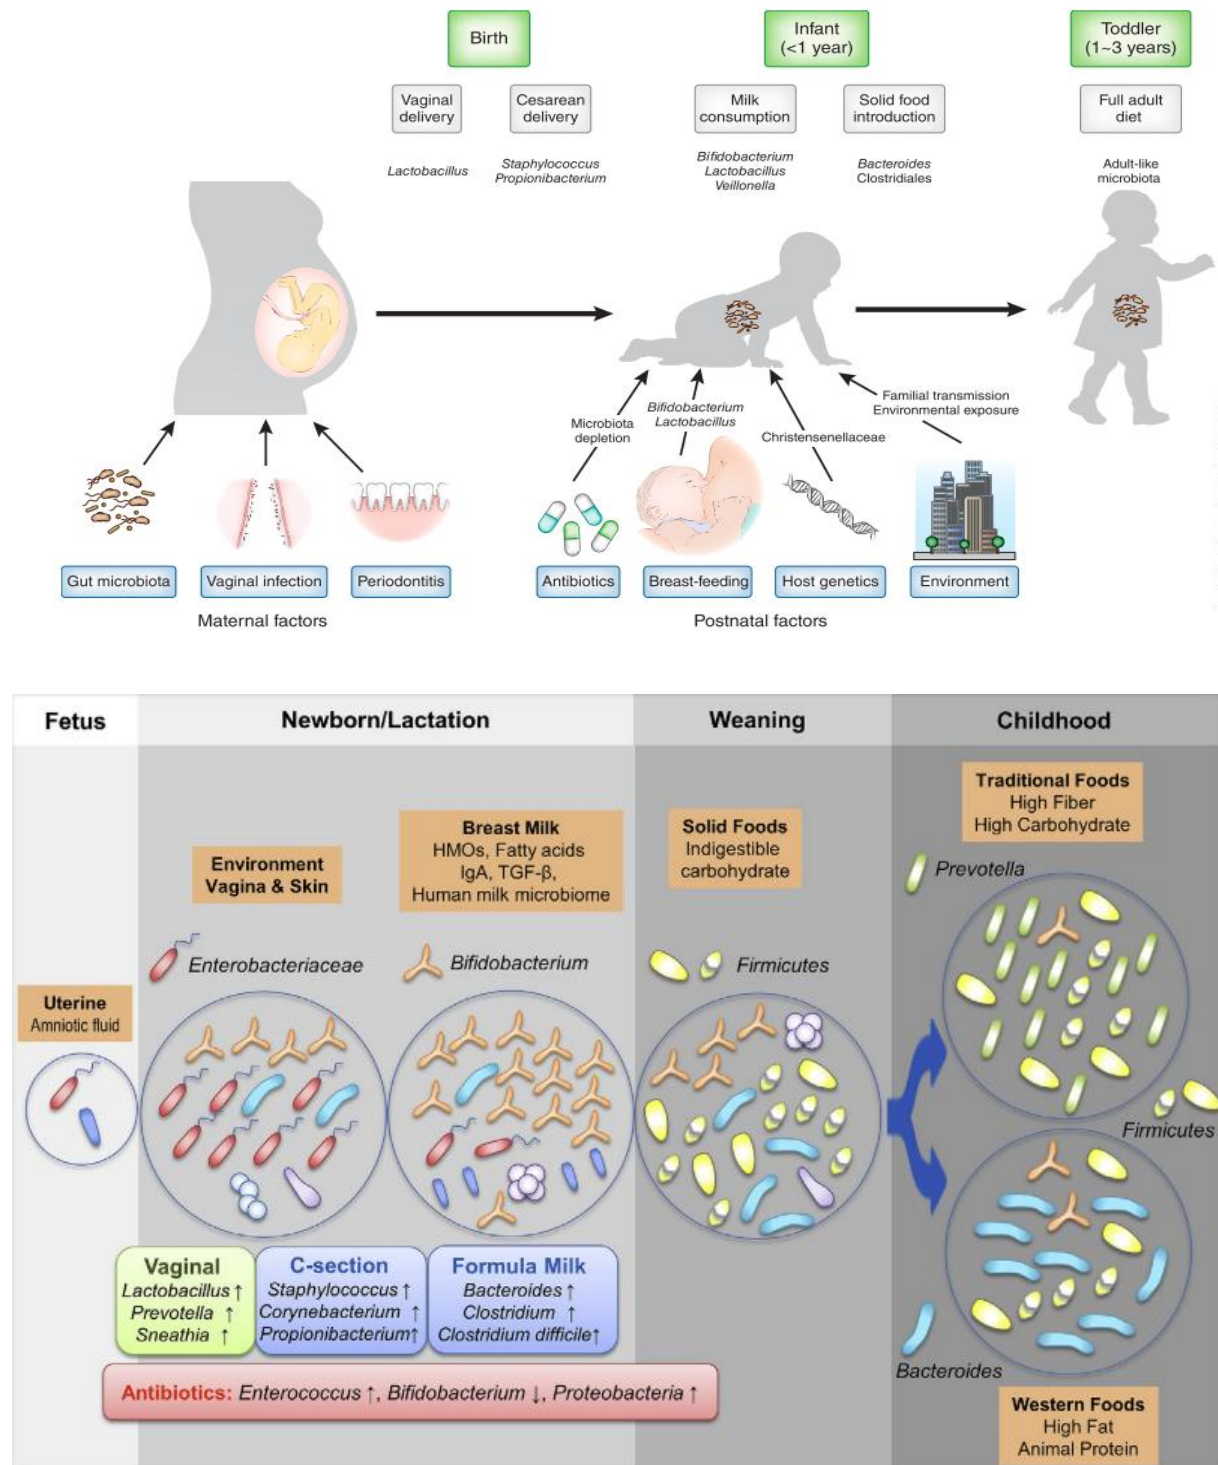 Birth
Infant
(<1 year)
Toddler
(1~3 years)
Vaginal
delivery
Cesarean
delivery
Milk
consumption
Solid food
introduction
Full adult
diet
Lactobacillus
Staphylococcus
Propionibacterium
Bifidobacterium
Lactobacillus
Veillonella
Bacteroides
Clostridiales
Adult-like
microbiota
Microbiota
depletion
Bifidobacterium
Lactobacillus
Christensenellaceae
Familial transmission
Environmental exposure
Gut microbiota
Vaginal infection
Periodontitis
Antibiotics
Breast-feeding
Host genetics
Environment
Maternal factors
Postnatal factors
Fetus
Newborn/Lactation
Weaning
Childhood
Uterine
Amniotic fluid
Environment
Vagina & Skin
Enterobacteriaceae
Breast Milk
HMOs, Fatty acids
IgA, TGF-β,
Human milk microbiome
Bifidobacterium
Solid Foods
Indigestible
carbohydrate
Firmicutes
Traditional Foods
High Fiber
High Carbohydrate
Prevotella
Firmicutes
Bacteroides
Western Foods
High Fat
Animal Protein
Vaginal
Lactobacillus ↑
Prevotella ↑
Sneathia ↑
C-section
Staphylococcus ↑
Corynebacterium ↑
Propionibacterium↑
Formula Milk
Bacteroides ↑
Clostridium ↑
Clostridium difficile↑
Antibiotics: Enterococcus ↑, Bifidobacterium ↓, Proteobacteria ↑